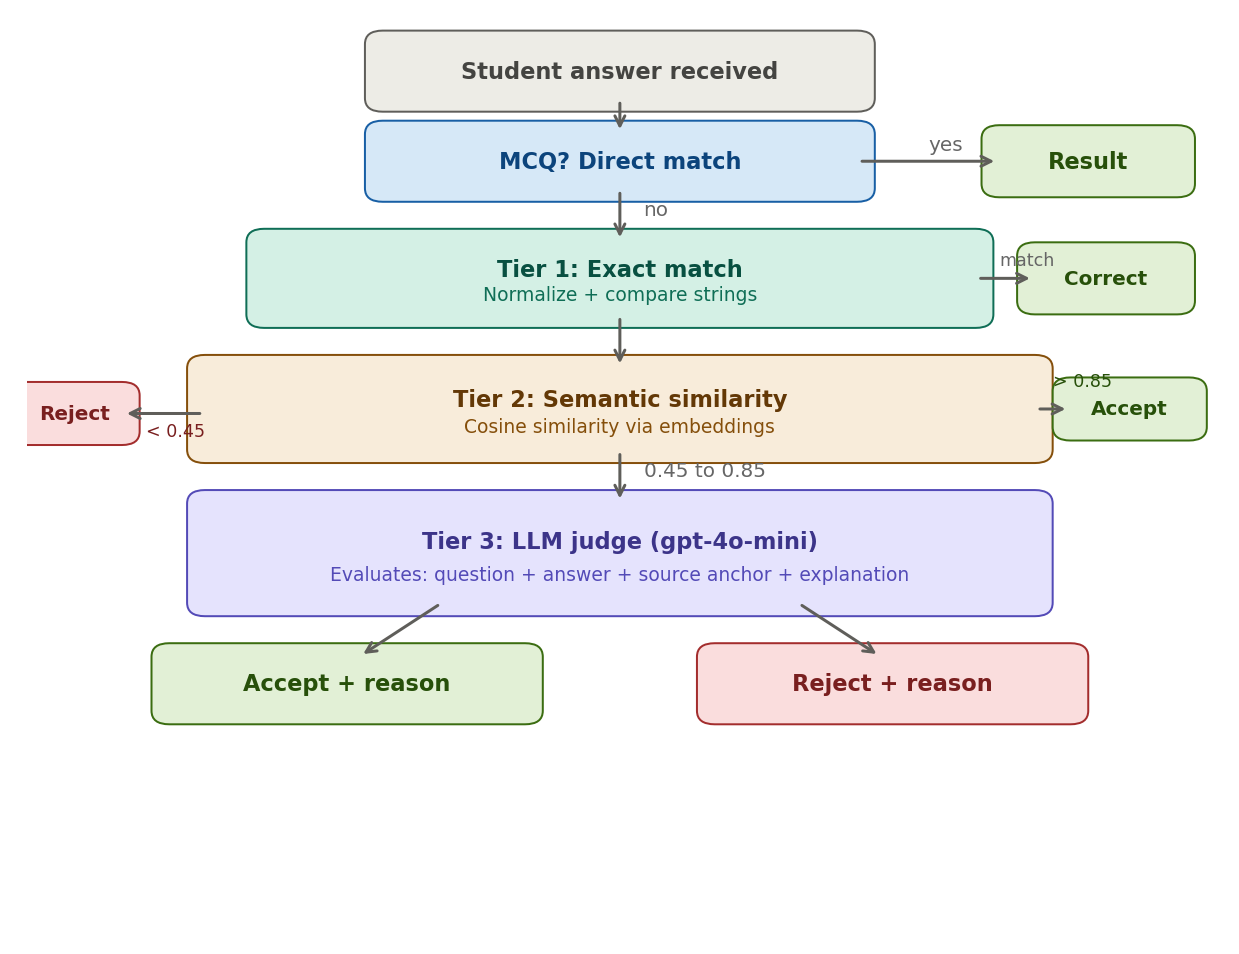 Student answer received
MCQ? Direct match
yes
Result
no
Tier 1: Exact match
Normalize + compare strings
match
Correct
Tier 2: Semantic similarity
Cosine similarity via embeddings
Reject
< 0.45
> 0.85
Accept
0.45 to 0.85
Tier 3: LLM judge (gpt-4o-mini)
Evaluates: question + answer + source anchor + explanation
Accept + reason
Reject + reason